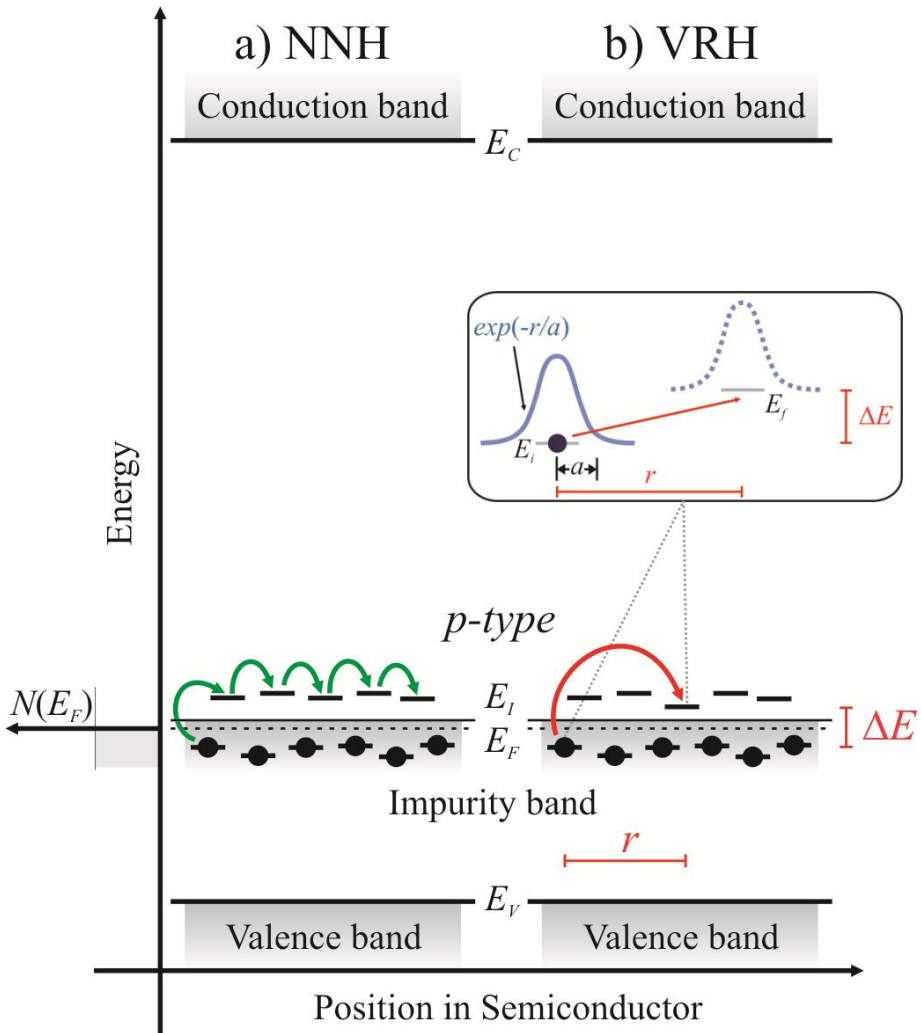 a) NNH
b) VRH
Conduction band
Conduction band
E_C
exp(-r/a)
E_i
E_f
ΔE
a
r
Energy
p-type
N(E_F)
E_I
E_F
ΔE
Impurity band
r
E_V
Valence band
Valence band
Position in Semiconductor